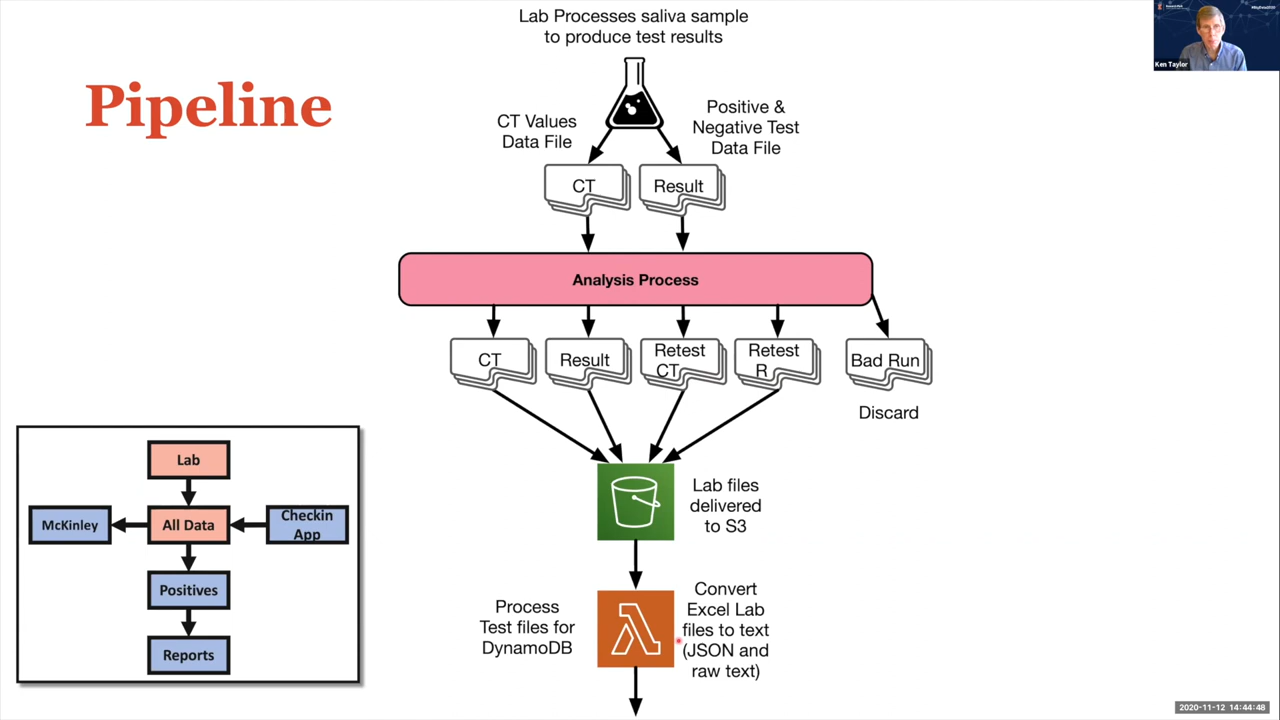 Lab Processes saliva sample
to produce test results
Pipeline
CT Values
Data File
Positive &
Negative Test
Data File
CT
Result
Analysis Process
CT
Result
Retest
CT
Retest
R
Bad Run
Discard
Lab files
delivered
to S3
Process
Test files for
DynamoDB
Convert
Excel Lab
files to text
(JSON and
raw text)
Lab
McKinley
All Data
Checkin
App
Positives
Reports
Ken Taylor
2020-11-12 14:44:48